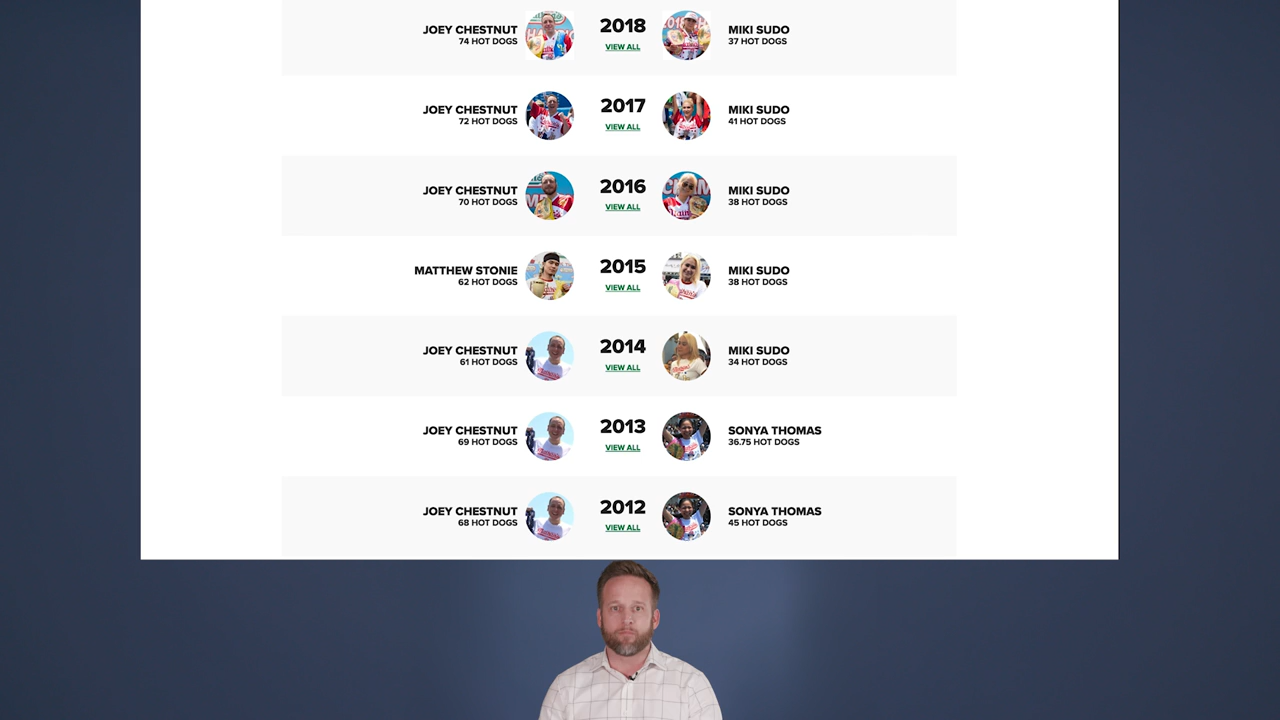 JOEY CHESTNUT
74 HOT DOGS
2018
VIEW ALL
MIKI SUDO
37 HOT DOGS
JOEY CHESTNUT
72 HOT DOGS
2017
VIEW ALL
MIKI SUDO
41 HOT DOGS
JOEY CHESTNUT
70 HOT DOGS
2016
VIEW ALL
MIKI SUDO
38 HOT DOGS
MATTHEW STONIE
62 HOT DOGS
2015
VIEW ALL
MIKI SUDO
38 HOT DOGS
JOEY CHESTNUT
61 HOT DOGS
2014
VIEW ALL
MIKI SUDO
34 HOT DOGS
JOEY CHESTNUT
69 HOT DOGS
2013
VIEW ALL
SONYA THOMAS
36.75 HOT DOGS
JOEY CHESTNUT
68 HOT DOGS
2012
VIEW ALL
SONYA THOMAS
45 HOT DOGS